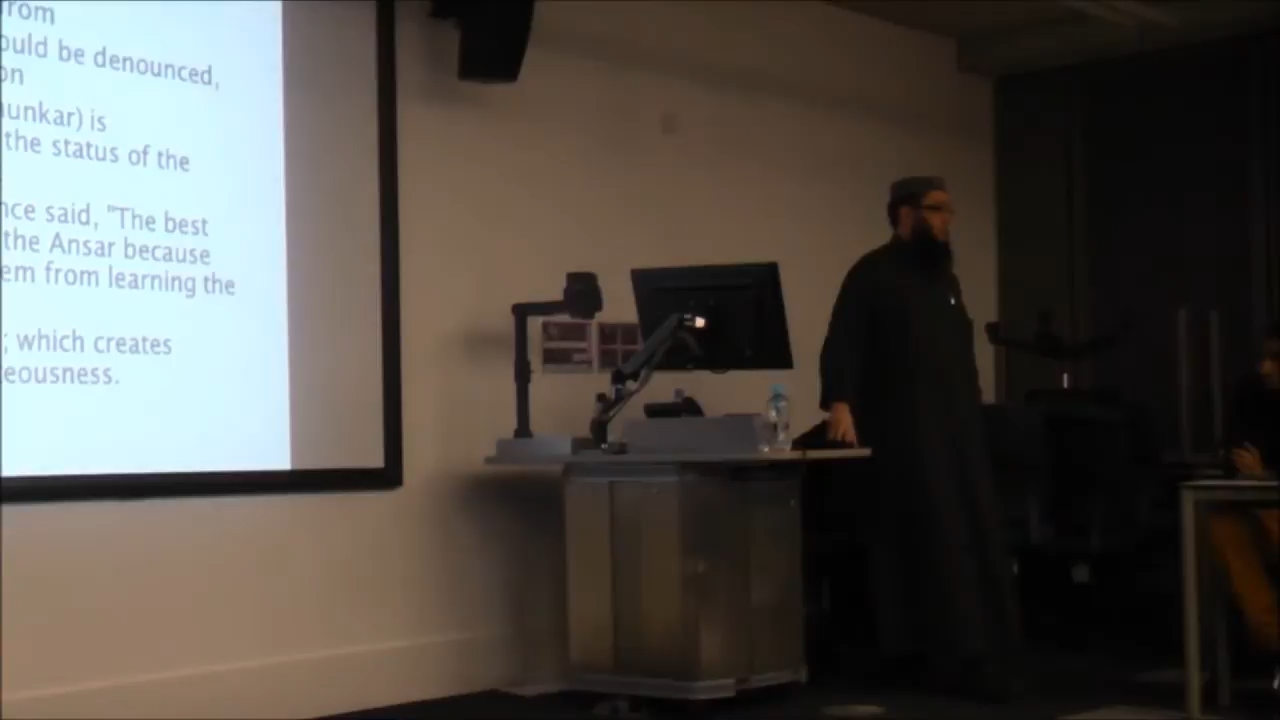 rom
ould be denounced,
on
unkar) is
the status of the
nce said, "The best
the Ansar because
em from learning the
; which creates
eousness.